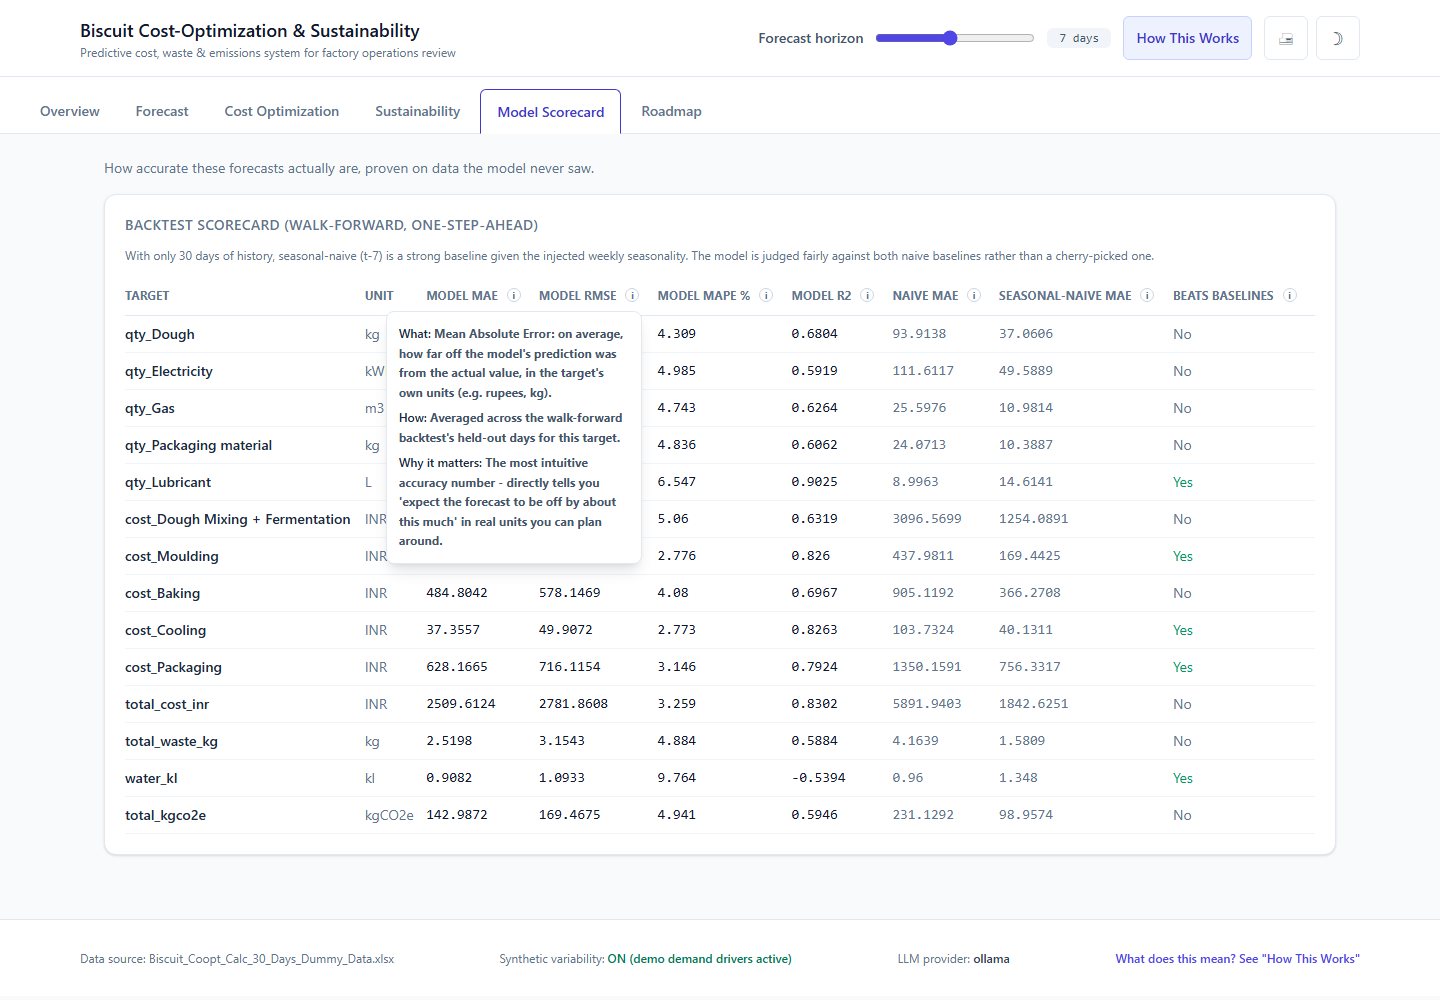 Biscuit Cost-Optimization & Sustainability
Predictive cost, waste & emissions system for factory operations review
Forecast horizon 7 days How This Works
Overview Forecast Cost Optimization Sustainability Model Scorecard Roadmap
How accurate these forecasts actually are, proven on data the model never saw.
BACKTEST SCORECARD (WALK-FORWARD, ONE-STEP-AHEAD)
With only 30 days of history, seasonal-naive (t-7) is a strong baseline given the injected weekly seasonality. The model is judged fairly against both naive baselines rather than a cherry-picked one.
TARGET UNIT MODEL MAE i MODEL RMSE i MODEL MAPE % i MODEL R2 i NAIVE MAE i SEASONAL-NAIVE MAE i BEATS BASELINES i
qty_Dough kg 4.309 0.6804 93.9138 37.0606 No
qty_Electricity kW 4.985 0.5919 111.6117 49.5889 No
qty_Gas m3 4.743 0.6264 25.5976 10.9814 No
qty_Packaging material kg 4.836 0.6062 24.0713 10.3887 No
qty_Lubricant L 6.547 0.9025 8.9963 14.6141 Yes
cost_Dough Mixing + Fermentation INR 5.06 0.6319 3096.5699 1254.0891 No
cost_Moulding INR 2.776 0.826 437.9811 169.4425 Yes
What: Mean Absolute Error: on average,
how far off the model's prediction was
from the actual value, in the target's
own units (e.g. rupees, kg).
How: Averaged across the walk-forward
backtest's held-out days for this target.
Why it matters: The most intuitive
accuracy number - directly tells you
'expect the forecast to be off by about
this much' in real units you can plan
around.
cost_Baking INR 484.8042 578.1469 4.08 0.6967 905.1192 366.2708 No
cost_Cooling INR 37.3557 49.9072 2.773 0.8263 103.7324 40.1311 Yes
cost_Packaging INR 628.1665 716.1154 3.146 0.7924 1350.1591 756.3317 Yes
total_cost_inr INR 2509.6124 2781.8608 3.259 0.8302 5891.9403 1842.6251 No
total_waste_kg kg 2.5198 3.1543 4.884 0.5884 4.1639 1.5809 No
water_kl kl 0.9082 1.0933 9.764 -0.5394 0.96 1.348 Yes
total_kgco2e kgCO2e 142.9872 169.4675 4.941 0.5946 231.1292 98.9574 No
Data source: Biscuit_Coopt_Calc_30_Days_Dummy_Data.xlsx Synthetic variability: ON (demo demand drivers active) LLM provider: ollama What does this mean? See "How This Works"